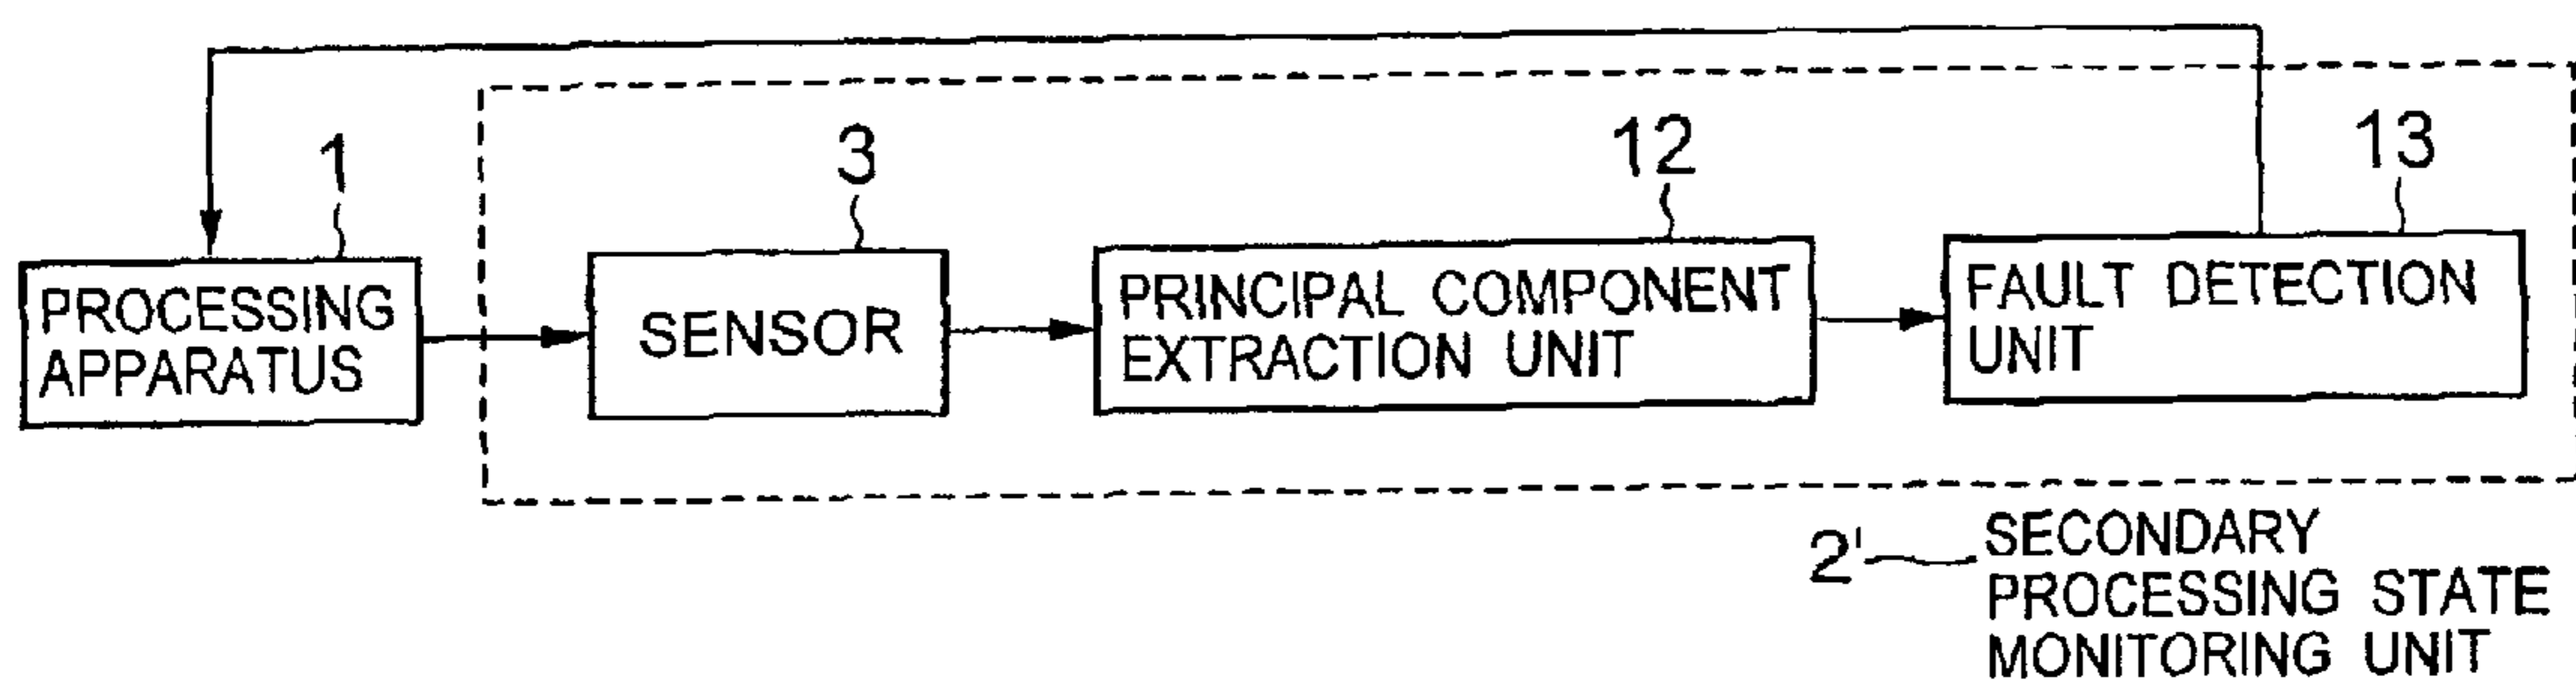 1
3
12
13
PROCESSING
APPARATUS
SENSOR
PRINCIPAL COMPONENT
EXTRACTION UNIT
FAULT DETECTION
UNIT
2'
SECONDARY
PROCESSING STATE
MONITORING UNIT